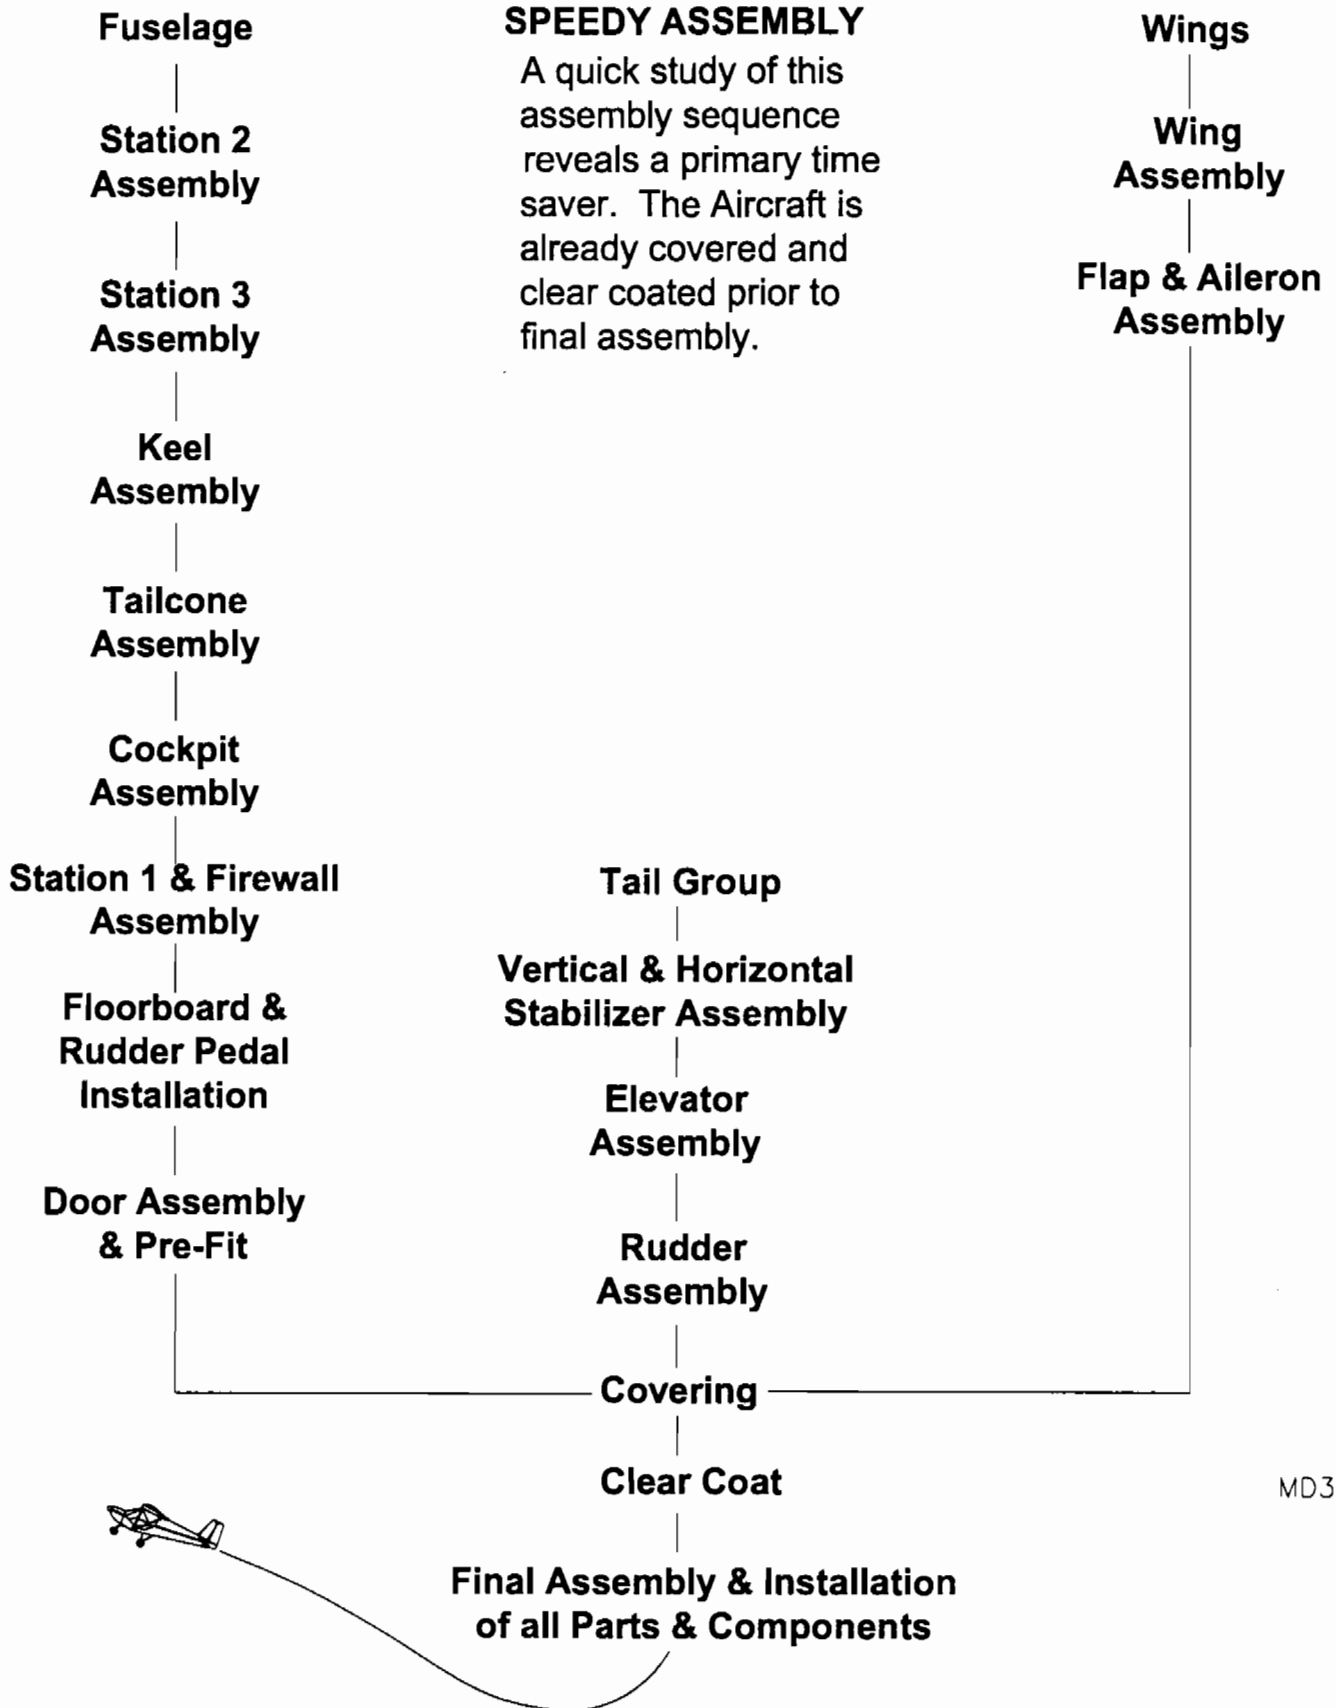 Fuselage
Station 2
Assembly
Station 3
Assembly
Keel
Assembly
Tailcone
Assembly
Cockpit
Assembly
Station 1 & Firewall
Assembly
Floorboard &
Rudder Pedal
Installation
Door Assembly
& Pre-Fit
SPEEDY ASSEMBLY
A quick study of this
assembly sequence
reveals a primary time
saver. The Aircraft is
already covered and
clear coated prior to
final assembly.
Tail Group
Vertical & Horizontal
Stabilizer Assembly
Elevator
Assembly
Rudder
Assembly
Wings
Wing
Assembly
Flap & Aileron
Assembly
Covering
Clear Coat
Final Assembly & Installation
of all Parts & Components
MD3